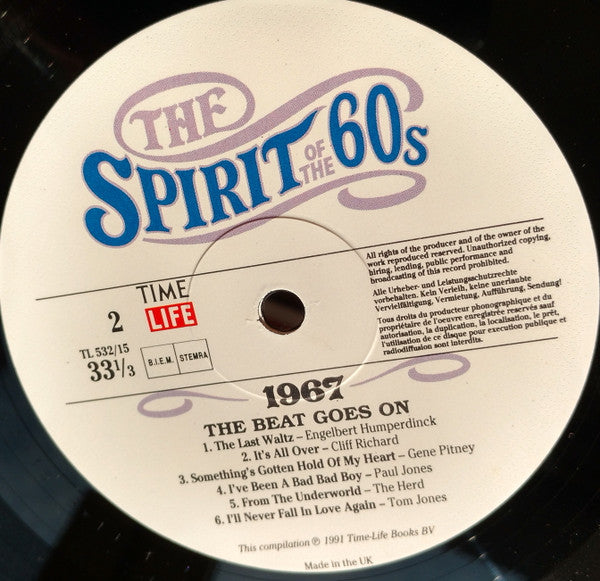 THE
SPIRIT OF THE 60s
2
TIME
LIFE
TL 532/15
33 1/3
B.I.E.M. STEMRA
All rights of the producer and of the owner of the
work reproduced reserved. Unauthorized copying,
hiring, lending, public performance and
broadcasting of this record prohibited.
Alle Urheber- und Leistungsschutzrechte
vorbehalten. Kein Verleih, keine unerlaubte
Vervielfältigung, Vermietung, Aufführung, Sendung!
Tous droits du producteur phonographique et du
propriétaire de l'oeuvre enregistrée réservés sauf
autorisation, la duplication, la localisation, le prêt,
l'utilisation de ce disque pour execution publique et
radiodiffusion sont interdits.
1967
THE BEAT GOES ON
1. The Last Waltz – Engelbert Humperdinck
2. It's All Over – Cliff Richard
3. Something's Gotten Hold Of My Heart – Gene Pitney
4. I've Been A Bad Bad Boy – Paul Jones
5. From The Underworld – The Herd
6. I'll Never Fall In Love Again – Tom Jones
This compilation ℗ 1991 Time-Life Books BV
Made in the UK